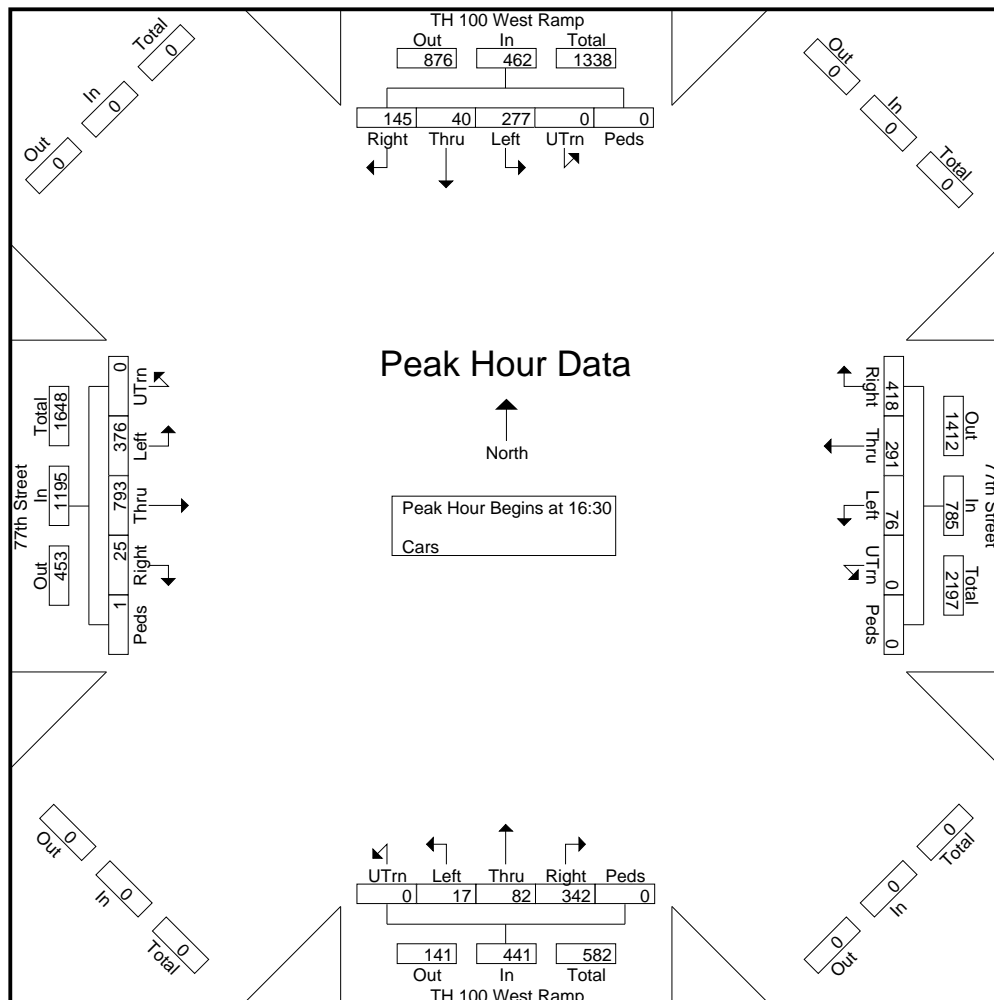 TH 100 West Ramp
Out In Total
876 462 1338
145 40 277 0 0
Right Thru Left UTrn Peds
Total
0
In
0
Out
0
Out
0
In
0
Total
0
77th Street
Total
1648
In
1195
Out
453
0
UTrn
376
Left
793
Thru
25
Right
1
Peds
Peak Hour Data
North
Peak Hour Begins at 16:30
Cars
Right
418
Thru
291
Left
76
UTrn
0
Peds
0
Out
1412
In
785
Total
2197
77th Street
Out
0
In
0
Total
0
UTrn Left Thru Right Peds
0 17 82 342 0
141 441 582
Out In Total
TH 100 West Ramp
0
Total
0
In
0
Out